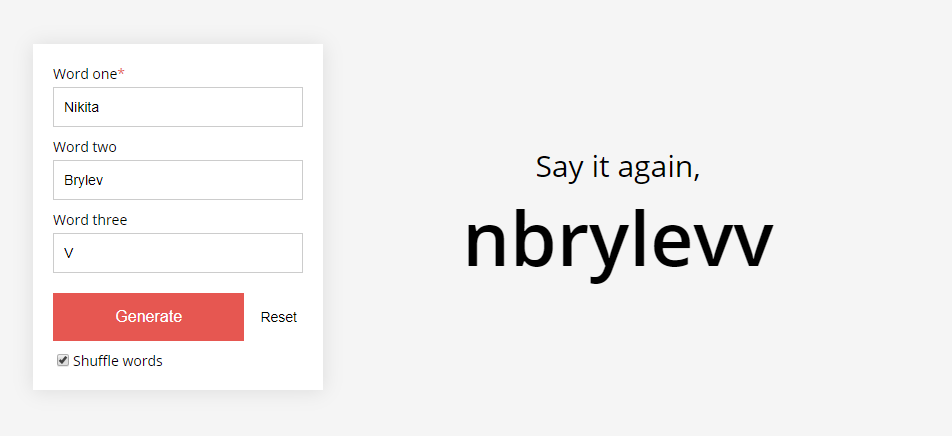 Word one*
Nikita
Word two
Brylev
Word three
V
Generate
Reset
Shuffle words
Say it again,
nbrylevv